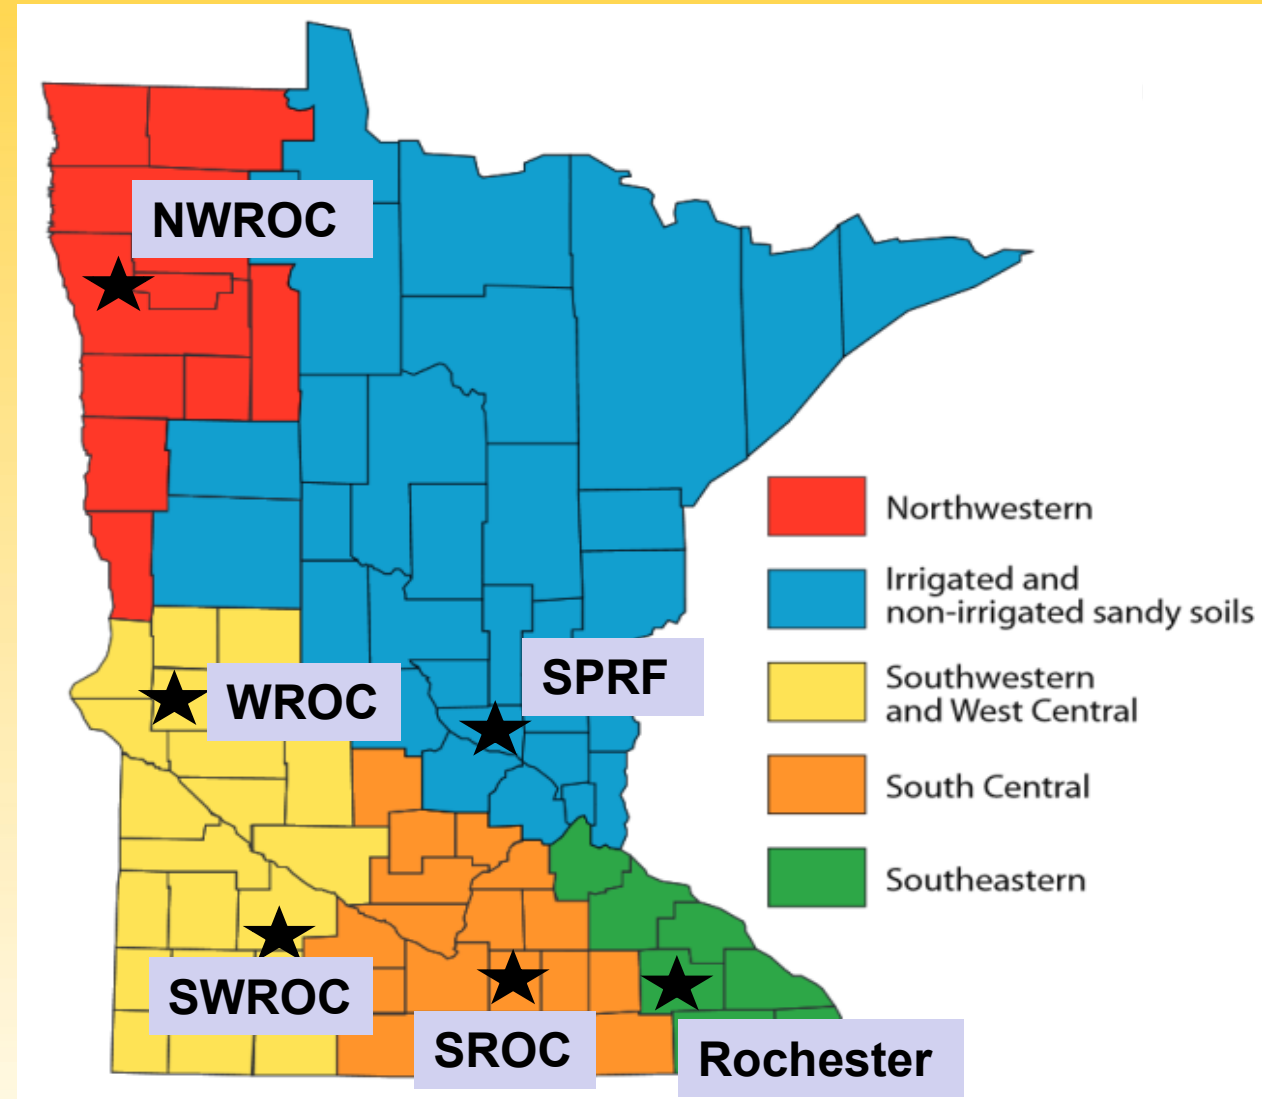 NWROC
Northwestern
Irrigated and
non-irrigated sandy soils
SPRF
WROC
Southwestern
and West Central
South Central
Southeastern
SWROC
SROC
Rochester